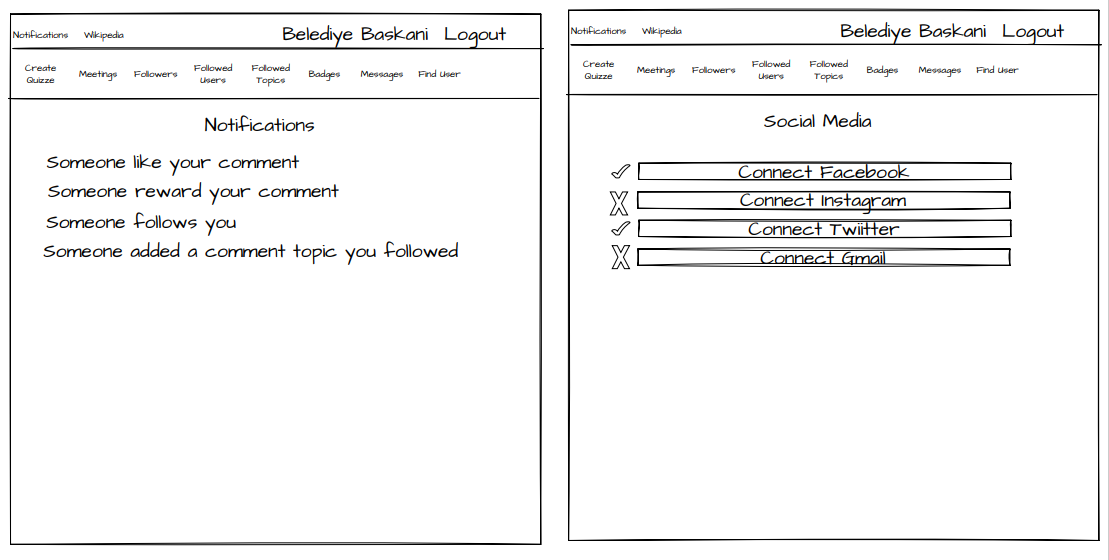 Notifications Wikipedia Belediye Baskani Logout
Create Quizze Meetings Followers Followed Users Followed Topics Badges Messages Find User
Notifications
Someone like your comment
Someone reward your comment
Someone follows you
Someone added a comment topic you followed
Notifications Wikipedia Belediye Baskani Logout
Create Quizze Meetings Followers Followed Users Followed Topics Badges Messages Find User
Social Media
Connect Facebook
Connect Instagram
Connect Twiitter
Connect Gmail